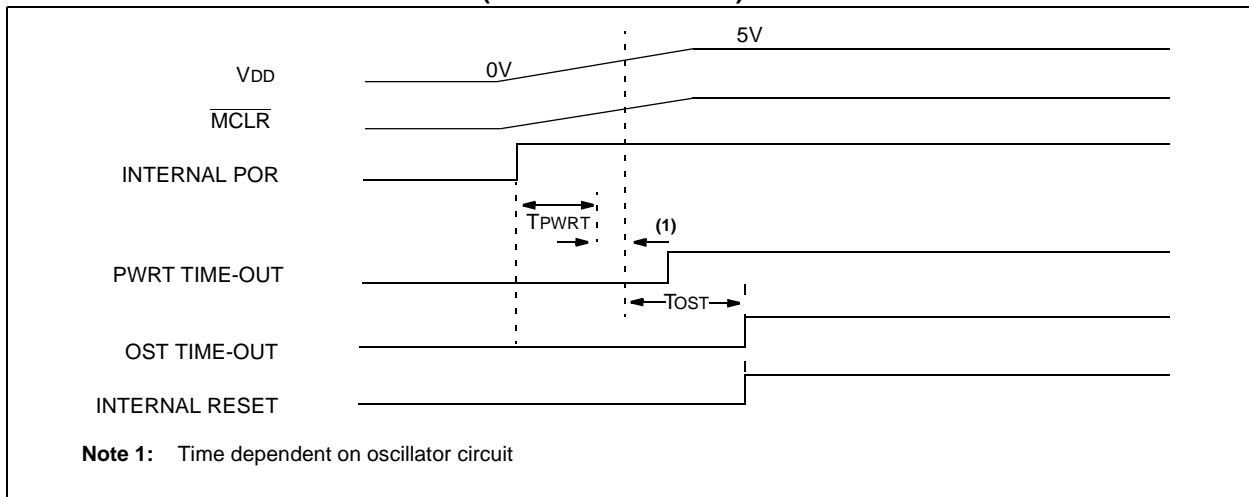 5V
0V
VDD
MCLR
INTERNAL POR
TPWRT
(1)
PWRT TIME-OUT
TOST
OST TIME-OUT
INTERNAL RESET
Note 1: Time dependent on oscillator circuit